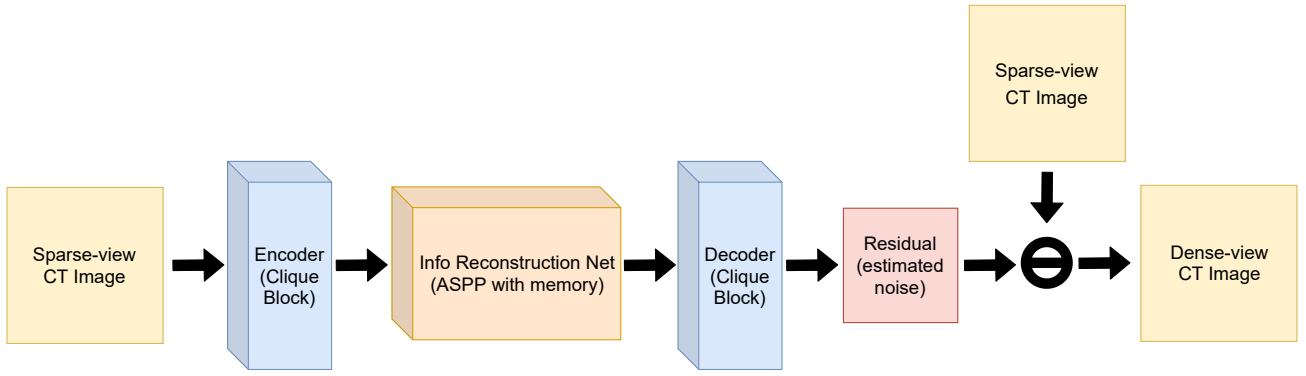 Sparse-view
CT Image
Encoder
(Clique
Block)
Info Reconstruction Net
(ASPP with memory)
Decoder
(Clique
Block)
Residual
(estimated
noise)
Sparse-view
CT Image
Dense-view
CT Image